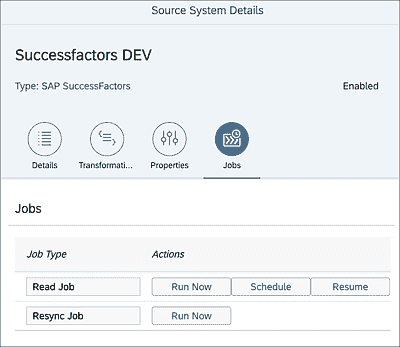 Source System Details
Successfactors DEV
Type: SAP SuccessFactors Enabled
Details Transformati... Properties Jobs
Jobs
Job Type Actions
Read Job Run Now Schedule Resume
Resync Job Run Now